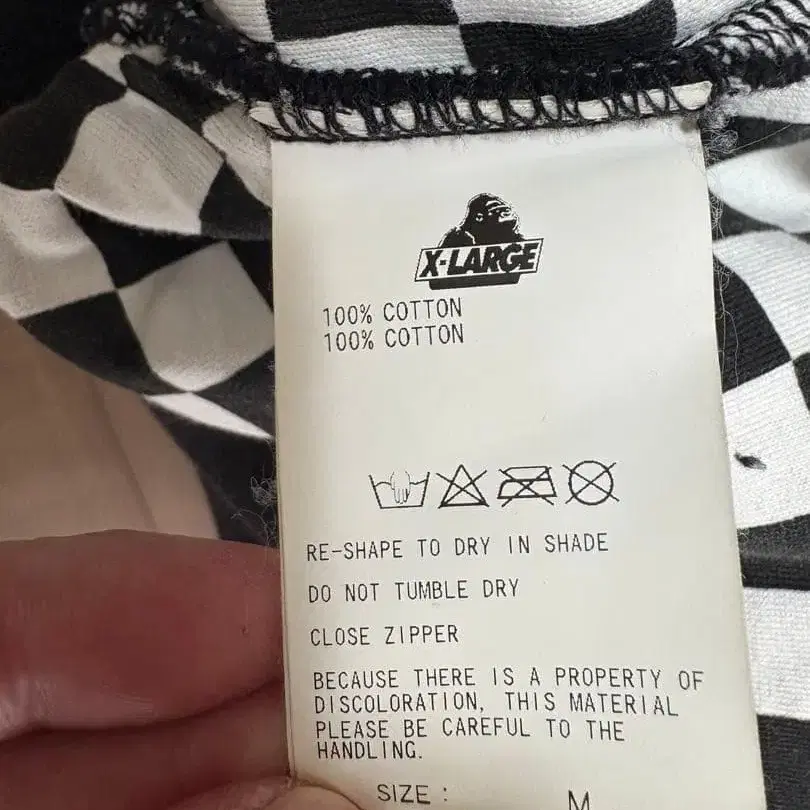 X-LARGE
100% COTTON
100% COTTON
RE-SHAPE TO DRY IN SHADE
DO NOT TUMBLE DRY
CLOSE ZIPPER
BECAUSE THERE IS A PROPERTY OF
DISCOLORATION, THIS MATERIAL
PLEASE BE CAREFUL TO THE
HANDLING.
SIZE : M